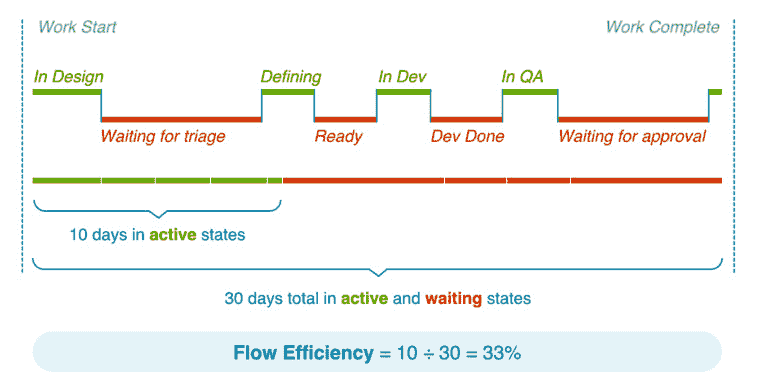 Work Start
Work Complete
In Design
Defining
In Dev
In QA
Waiting for triage
Ready
Dev Done
Waiting for approval
10 days in active states
30 days total in active and waiting states
Flow Efficiency = 10 ÷ 30 = 33%